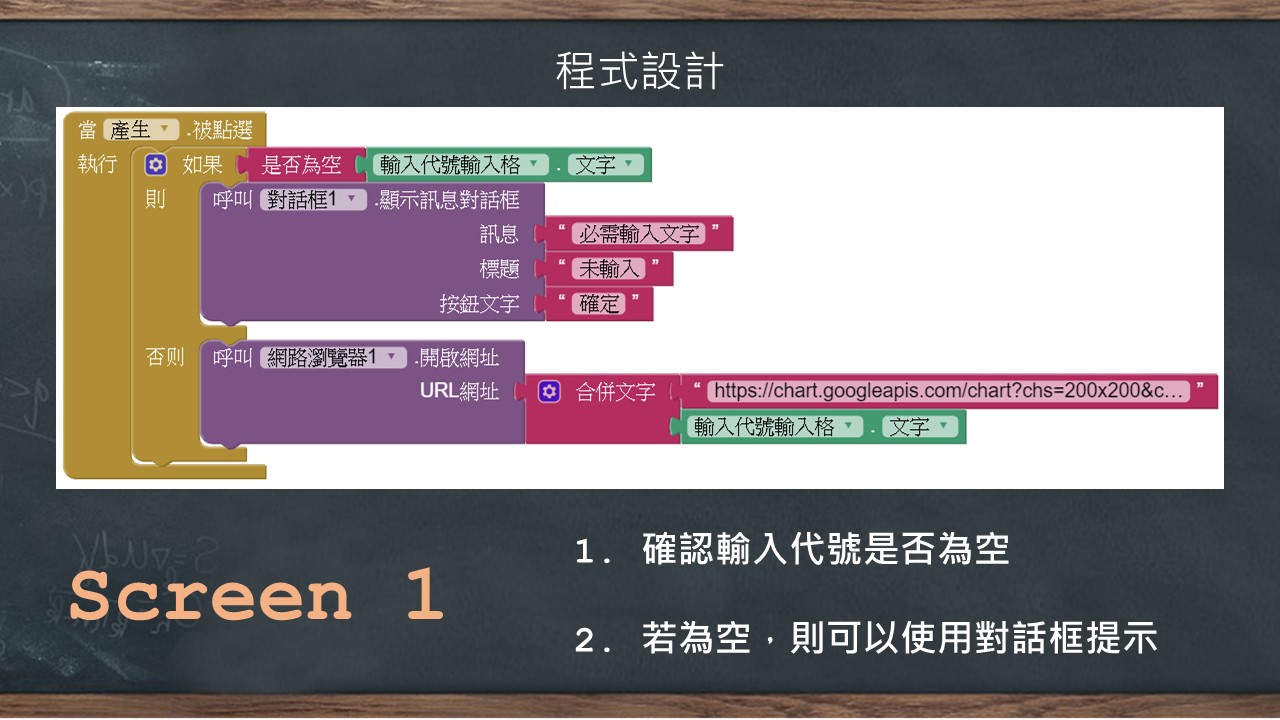 程式設計
當 產生 .被點選
執行 如果 是否為空 輸入代號輸入格 . 文字
則 呼叫 對話框1 .顯示訊息對話框
訊息 “ 必需輸入文字 ”
標題 “ 未輸入 ”
按鈕文字 “ 確定 ”
否則 呼叫 網路瀏覽器1 .開啟網址
URL網址 合併文字 “ https://chart.googleapis.com/chart?chs=200x200&c... ”
輸入代號輸入格 . 文字
Screen 1
1. 確認輸入代號是否為空
2. 若為空，則可以使用對話框提示